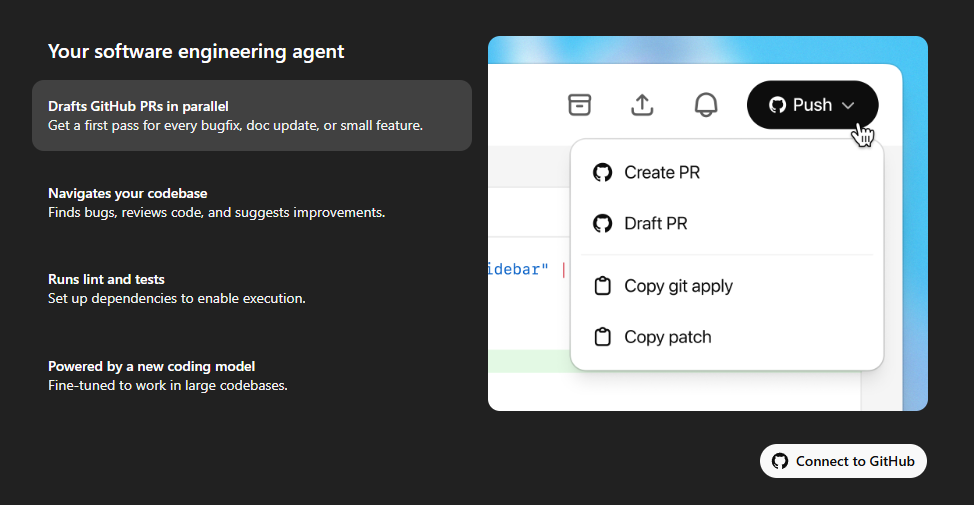 Your software engineering agent
Drafts GitHub PRs in parallel
Get a first pass for every bugfix, doc update, or small feature.
Navigates your codebase
Finds bugs, reviews code, and suggests improvements.
Runs lint and tests
Set up dependencies to enable execution.
Powered by a new coding model
Fine-tuned to work in large codebases.
Push
Create PR
Draft PR
idebar" |
Copy git apply
Copy patch
Connect to GitHub